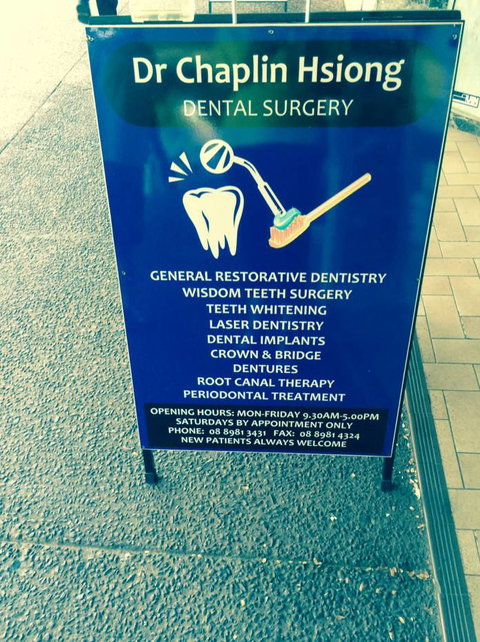 Dr Chaplin Hsiong
DENTAL SURGERY
GENERAL RESTORATIVE DENTISTRY
WISDOM TEETH SURGERY
TEETH WHITENING
LASER DENTISTRY
DENTAL IMPLANTS
CROWN & BRIDGE
DENTURES
ROOT CANAL THERAPY
PERIODONTAL TREATMENT
OPENING HOURS: MON-FRIDAY 9.30AM-5.00PM
SATURDAYS BY APPOINTMENT ONLY
PHONE: 08 8981 3431 FAX: 08 8981 4324
NEW PATIENTS ALWAYS WELCOME